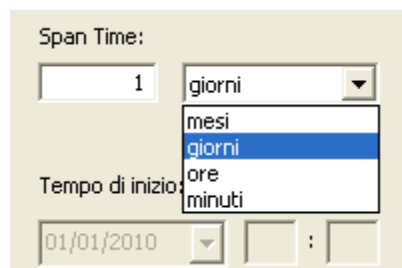 Span Time:
1 giorni
mesi
giorni
ore
minuti
Tempo di inizio:
01/01/2010 :